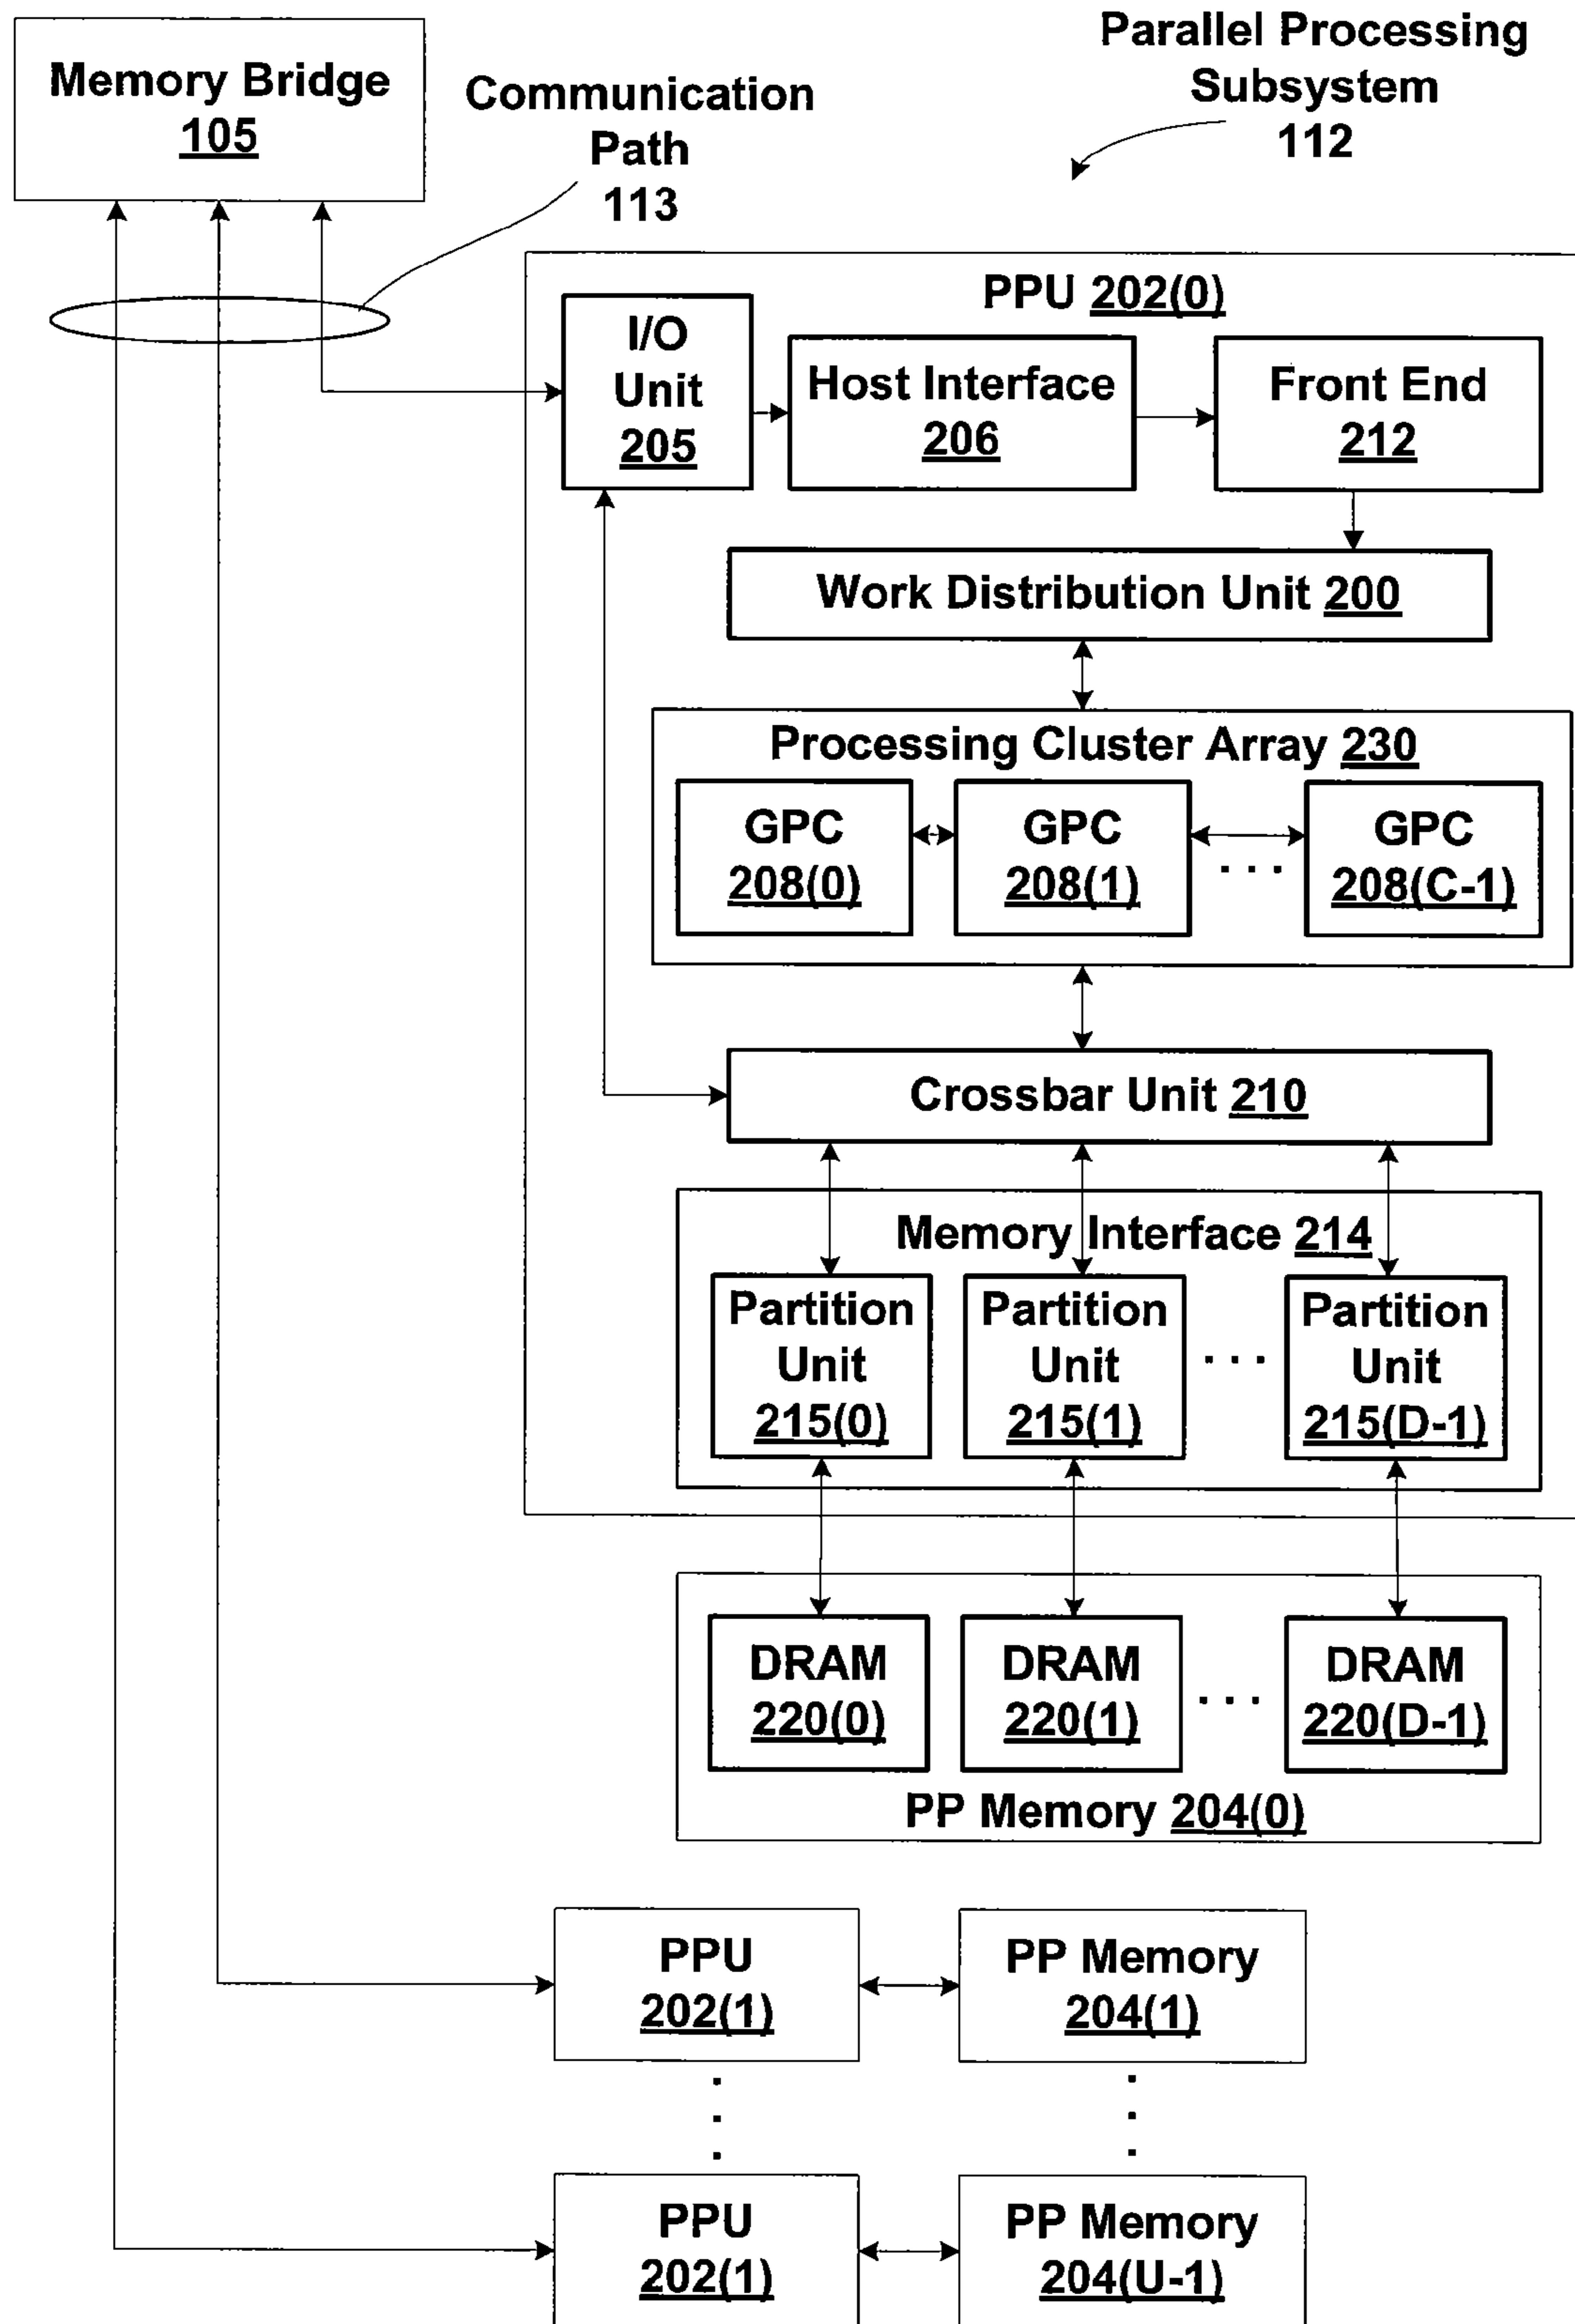 Parallel Processing
Subsystem
112
Memory Bridge
105
Communication
Path
113
PPU 202(0)
I/O
Unit
205
Host Interface
206
Front End
212
Work Distribution Unit 200
Processing Cluster Array 230
GPC
208(0)
GPC
208(1)
. . .
GPC
208(C-1)
Crossbar Unit 210
Memory Interface 214
Partition
Unit
215(0)
Partition
Unit
215(1)
. . .
Partition
Unit
215(D-1)
DRAM
220(0)
DRAM
220(1)
. . .
DRAM
220(D-1)
PP Memory 204(0)
PPU
202(1)
PP Memory
204(1)
PPU
202(1)
PP Memory
204(U-1)